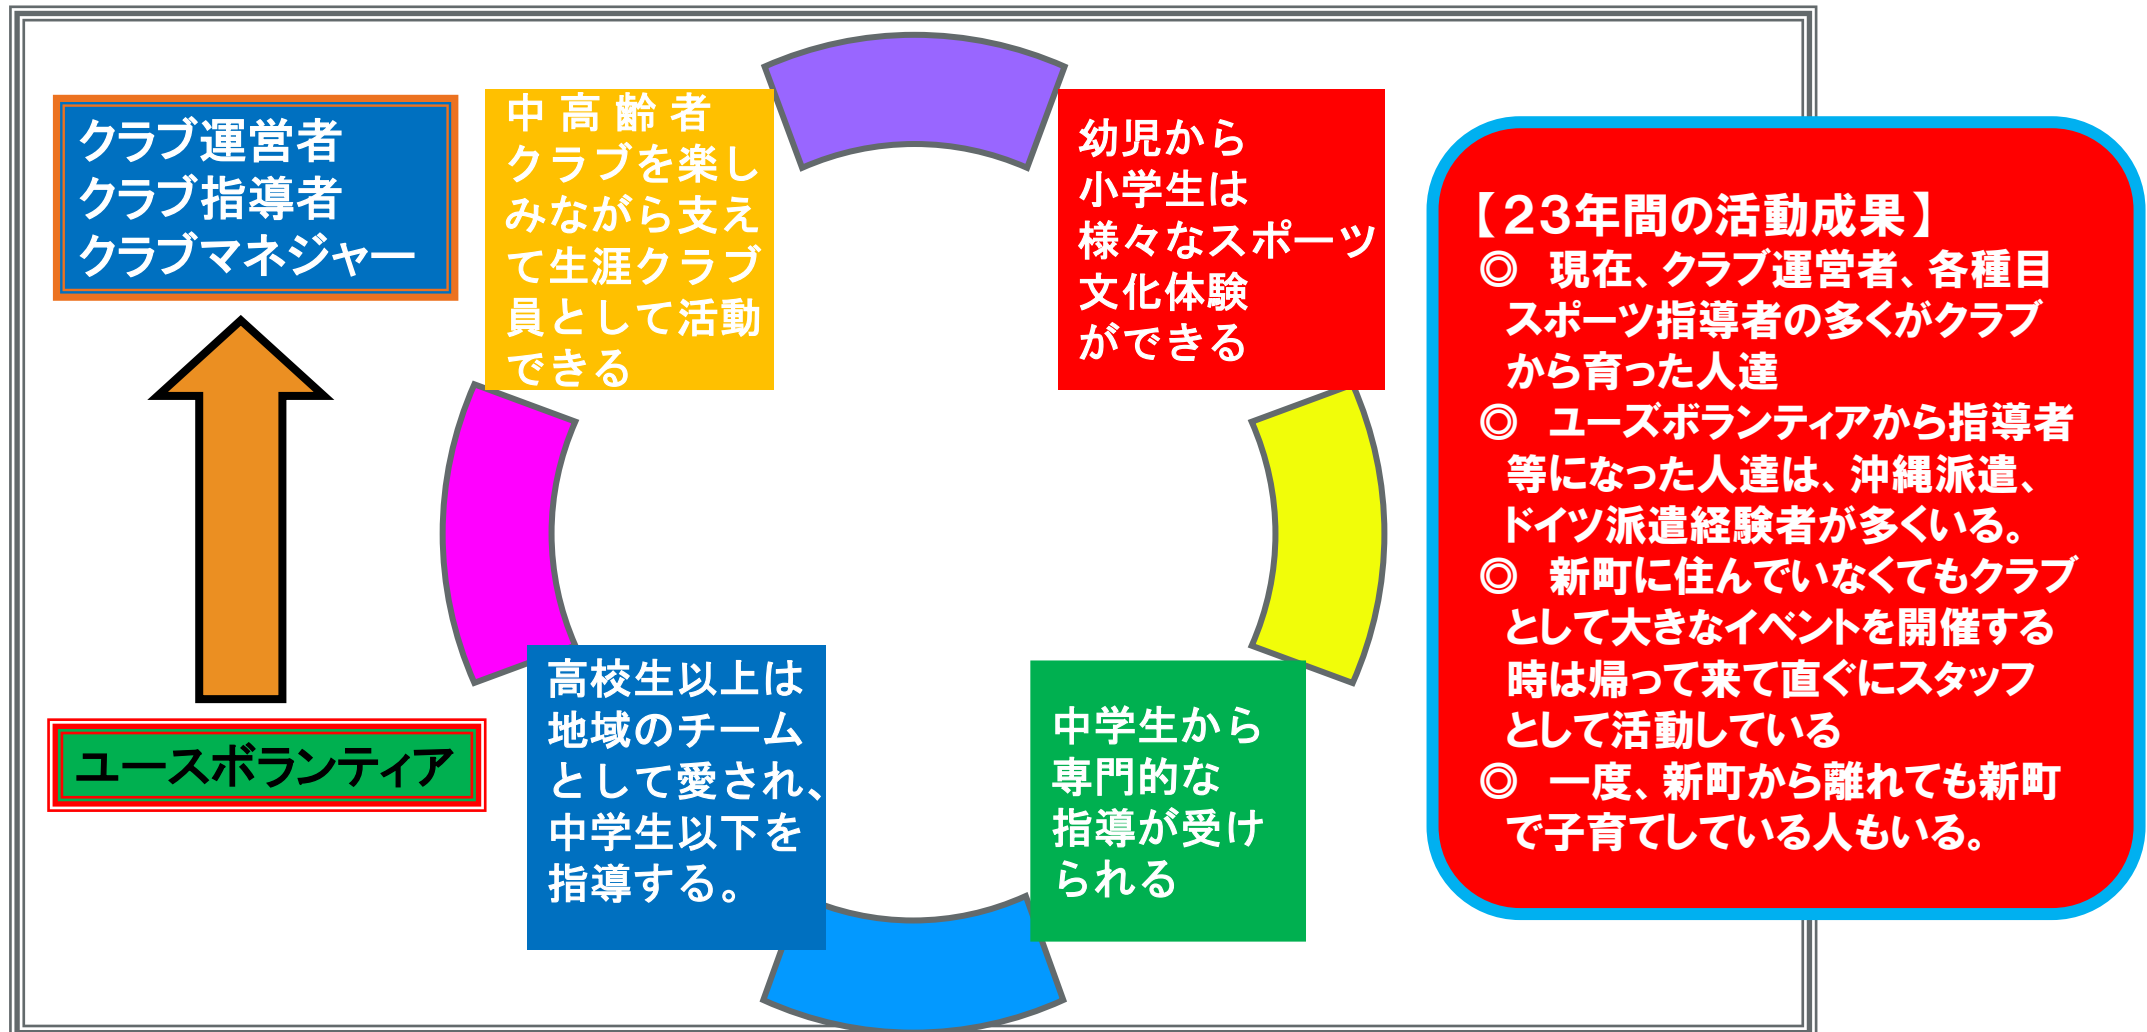 クラブ運営者
クラブ指導者
クラブマネジャー
ユースボランティア
中高齢者
クラブを楽し
みながら支え
て生涯クラブ
員として活動
できる
幼児から
小学生は
様々なスポーツ
文化体験
ができる
高校生以上は
地域のチーム
として愛され、
中学生以下を
指導する。
中学生から
専門的な
指導が受け
られる
【23年間の活動成果】
◎　現在、クラブ運営者、各種目
スポーツ指導者の多くがクラブ
から育った人達
◎　ユーズボランティアから指導者
等になった人達は、沖縄派遣、
ドイツ派遣経験者が多くいる。
◎　新町に住んでいなくてもクラブ
として大きなイベントを開催する
時は帰って来て直ぐにスタッフ
として活動している
◎　一度、新町から離れても新町
で子育てしている人もいる。